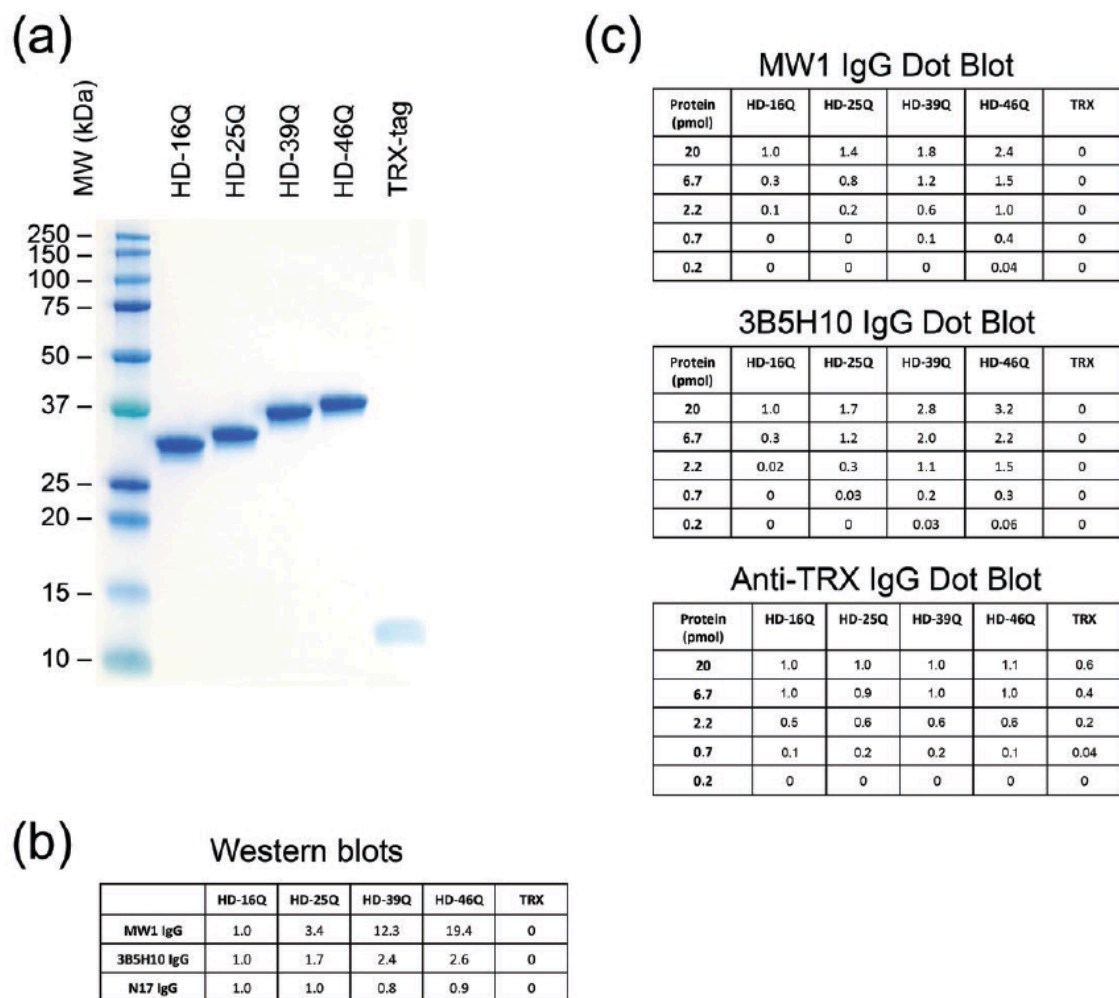 (a)
MW (kDa)
HD-16Q
HD-25Q
HD-39Q
HD-46Q
TRX-tag
250 –
150 –
100 –
75 –
50 –
37 –
25 –
20 –
15 –
10 –
(b)
Western blots
HD-16Q HD-25Q HD-39Q HD-46Q TRX
MW1 IgG 1.0 3.4 12.3 19.4 0
3B5H10 IgG 1.0 1.7 2.4 2.6 0
N17 IgG 1.0 1.0 0.8 0.9 0
(c)
MW1 IgG Dot Blot
Protein (pmol) HD-16Q HD-25Q HD-39Q HD-46Q TRX
20 1.0 1.4 1.8 2.4 0
6.7 0.3 0.8 1.2 1.5 0
2.2 0.1 0.2 0.6 1.0 0
0.7 0 0 0.1 0.4 0
0.2 0 0 0 0.04 0
3B5H10 IgG Dot Blot
Protein (pmol) HD-16Q HD-25Q HD-39Q HD-46Q TRX
20 1.0 1.7 2.8 3.2 0
6.7 0.3 1.2 2.0 2.2 0
2.2 0.02 0.3 1.1 1.5 0
0.7 0 0.03 0.2 0.3 0
0.2 0 0 0.03 0.06 0
Anti-TRX IgG Dot Blot
Protein (pmol) HD-16Q HD-25Q HD-39Q HD-46Q TRX
20 1.0 1.0 1.0 1.1 0.6
6.7 1.0 0.9 1.0 1.0 0.4
2.2 0.5 0.6 0.6 0.6 0.2
0.7 0.1 0.2 0.2 0.1 0.04
0.2 0 0 0 0 0